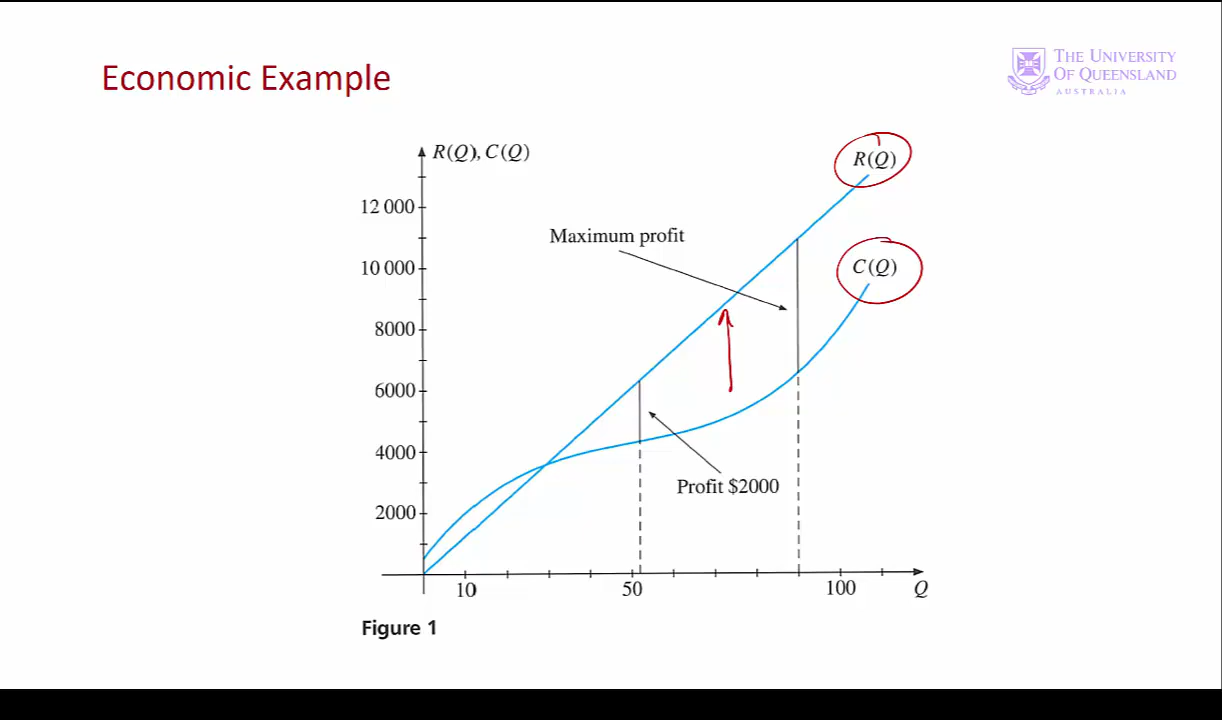 Economic Example
THE UNIVERSITY
OF QUEENSLAND
AUSTRALIA
R(Q), C(Q)
R(Q)
12 000
Maximum profit
10 000
C(Q)
8000
6000
4000
Profit $2000
2000
10
50
100
Q
Figure 1